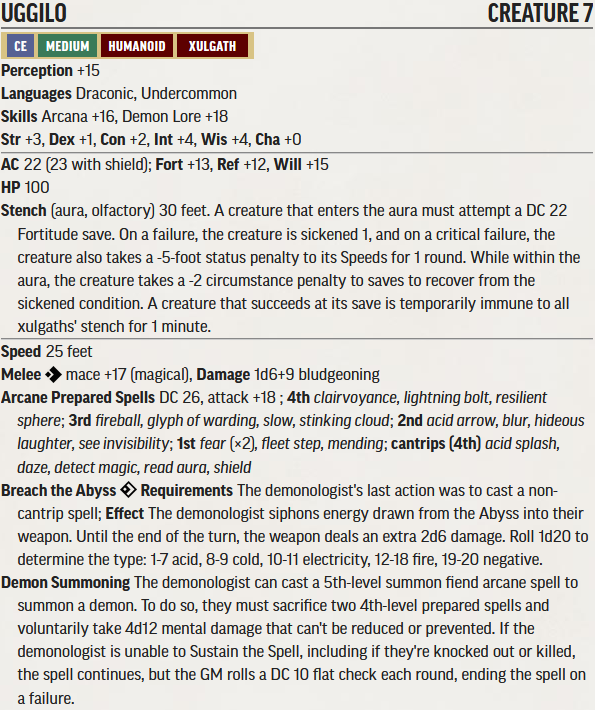 UGGILO CREATURE 7
CE MEDIUM HUMANOID XULGATH
Perception +15
Languages Draconic, Undercommon
Skills Arcana +16, Demon Lore +18
Str +3, Dex +1, Con +2, Int +4, Wis +4, Cha +0
AC 22 (23 with shield); Fort +13, Ref +12, Will +15
HP 100
Stench (aura, olfactory) 30 feet. A creature that enters the aura must attempt a DC 22
Fortitude save. On a failure, the creature is sickened 1, and on a critical failure, the
creature also takes a -5-foot status penalty to its Speeds for 1 round. While within the
aura, the creature takes a -2 circumstance penalty to saves to recover from the
sickened condition. A creature that succeeds at its save is temporarily immune to all
xulgaths' stench for 1 minute.
Speed 25 feet
Melee ◆ mace +17 (magical), Damage 1d6+9 bludgeoning
Arcane Prepared Spells DC 26, attack +18 ; 4th clairvoyance, lightning bolt, resilient
sphere; 3rd fireball, glyph of warding, slow, stinking cloud; 2nd acid arrow, blur, hideous
laughter, see invisibility; 1st fear (×2), fleet step, mending; cantrips (4th) acid splash,
daze, detect magic, read aura, shield
Breach the Abyss ◇ Requirements The demonologist's last action was to cast a non-
cantrip spell; Effect The demonologist siphons energy drawn from the Abyss into their
weapon. Until the end of the turn, the weapon deals an extra 2d6 damage. Roll 1d20 to
determine the type: 1-7 acid, 8-9 cold, 10-11 electricity, 12-18 fire, 19-20 negative.
Demon Summoning The demonologist can cast a 5th-level summon fiend arcane spell to
summon a demon. To do so, they must sacrifice two 4th-level prepared spells and
voluntarily take 4d12 mental damage that can't be reduced or prevented. If the
demonologist is unable to Sustain the Spell, including if they're knocked out or killed,
the spell continues, but the GM rolls a DC 10 flat check each round, ending the spell on
a failure.